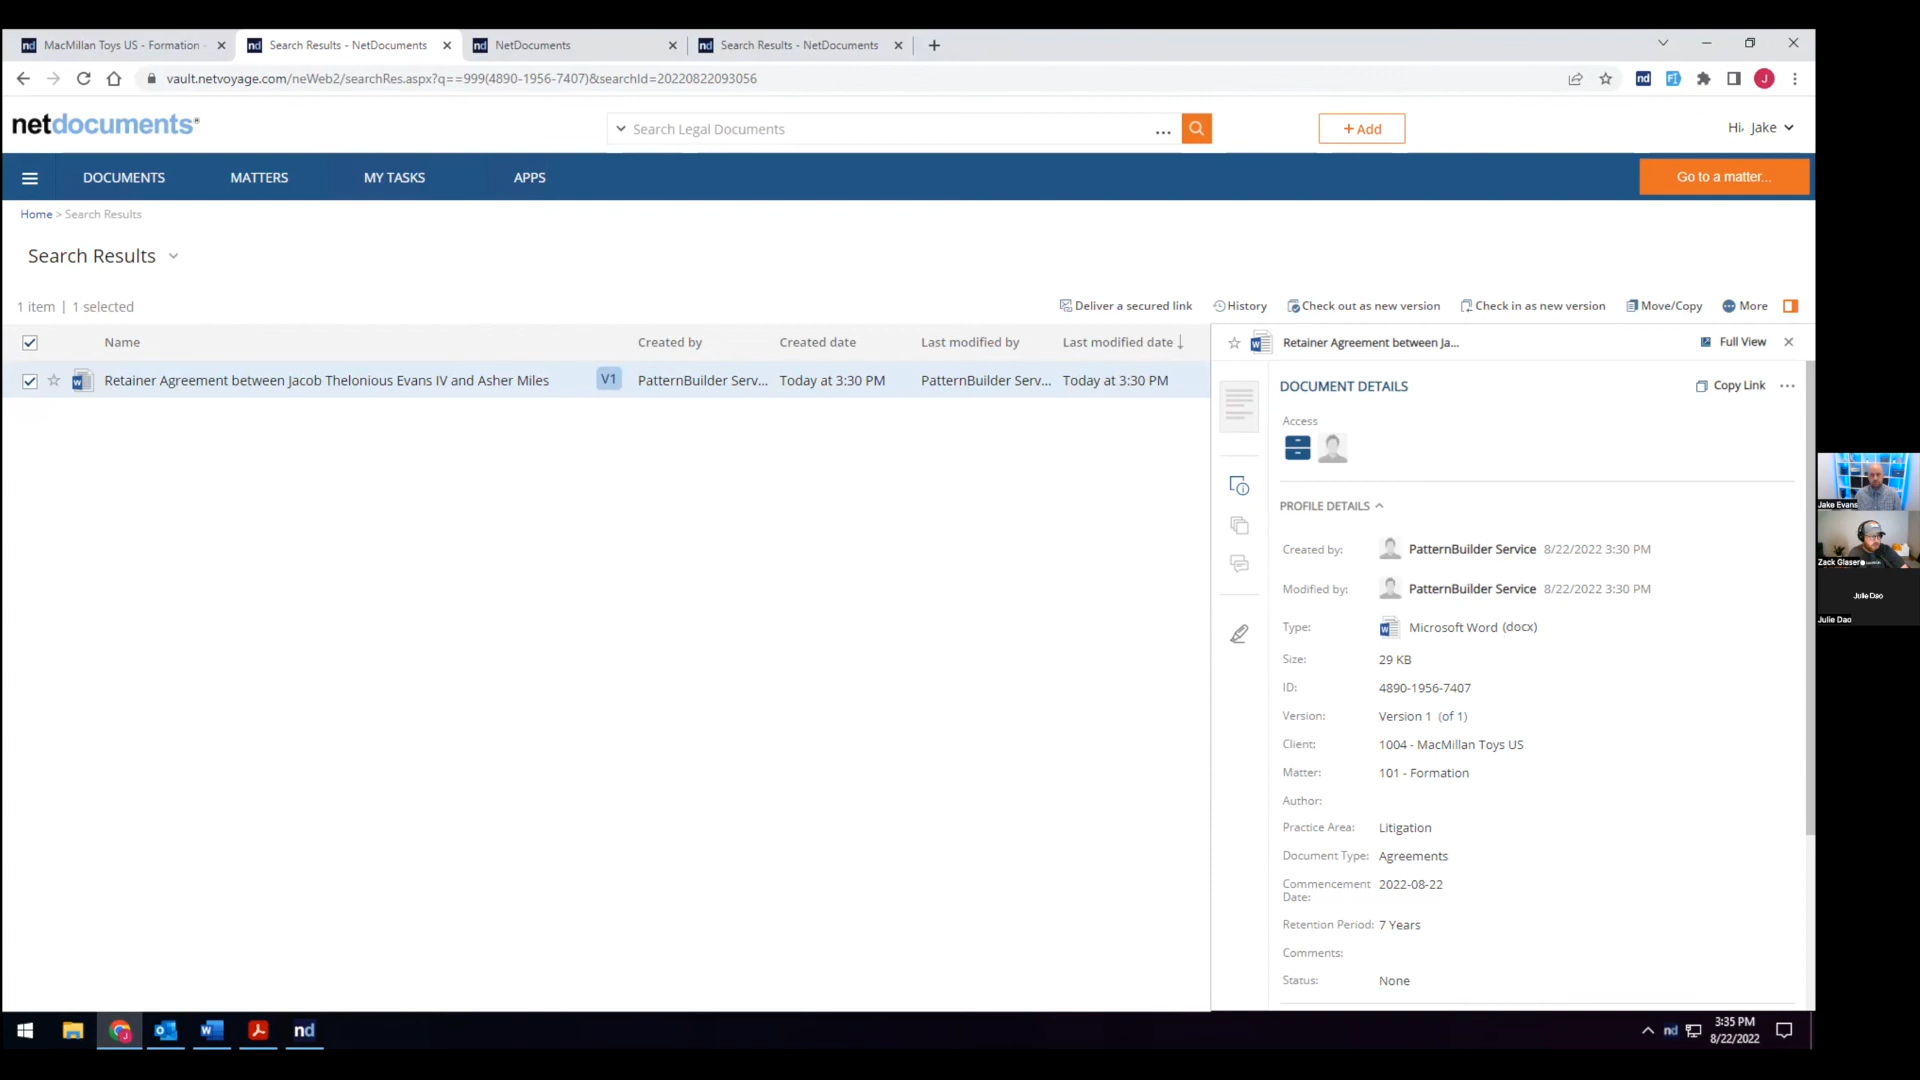 nd MacMillan Toys US - Formation - nd Search Results - NetDocuments nd NetDocuments nd Search Results - NetDocuments
vault.netvoyage.com/neWeb2/searchRes.aspx?q==999(4890-1956-7407)&searchId=20220822093056
nd
J
netdocuments®
Search Legal Documents
...
+ Add
Hi, Jake
DOCUMENTS MATTERS MY TASKS APPS
Go to a matter...
Home > Search Results
Search Results
1 item | 1 selected
Deliver a secured link History Check out as new version Check in as new version Move/Copy More
Name Created by Created date Last modified by Last modified date
Retainer Agreement between Jacob Thelonious Evans IV and Asher Miles V1 PatternBuilder Serv... Today at 3:30 PM PatternBuilder Serv... Today at 3:30 PM
Retainer Agreement between Ja...
Full View
DOCUMENT DETAILS
Copy Link
Access
PROFILE DETAILS
Created by: PatternBuilder Service 8/22/2022 3:30 PM
Modified by: PatternBuilder Service 8/22/2022 3:30 PM
Type: Microsoft Word (docx)
Size: 29 KB
ID: 4890-1956-7407
Version: Version 1 (of 1)
Client: 1004 - MacMillan Toys US
Matter: 101 - Formation
Author:
Practice Area: Litigation
Document Type: Agreements
Commencement Date: 2022-08-22
Retention Period: 7 Years
Comments:
Status: None
Jake Evans
Zack Glaser
Julie Dao
Julie Dao
nd
nd
3:35 PM
8/22/2022